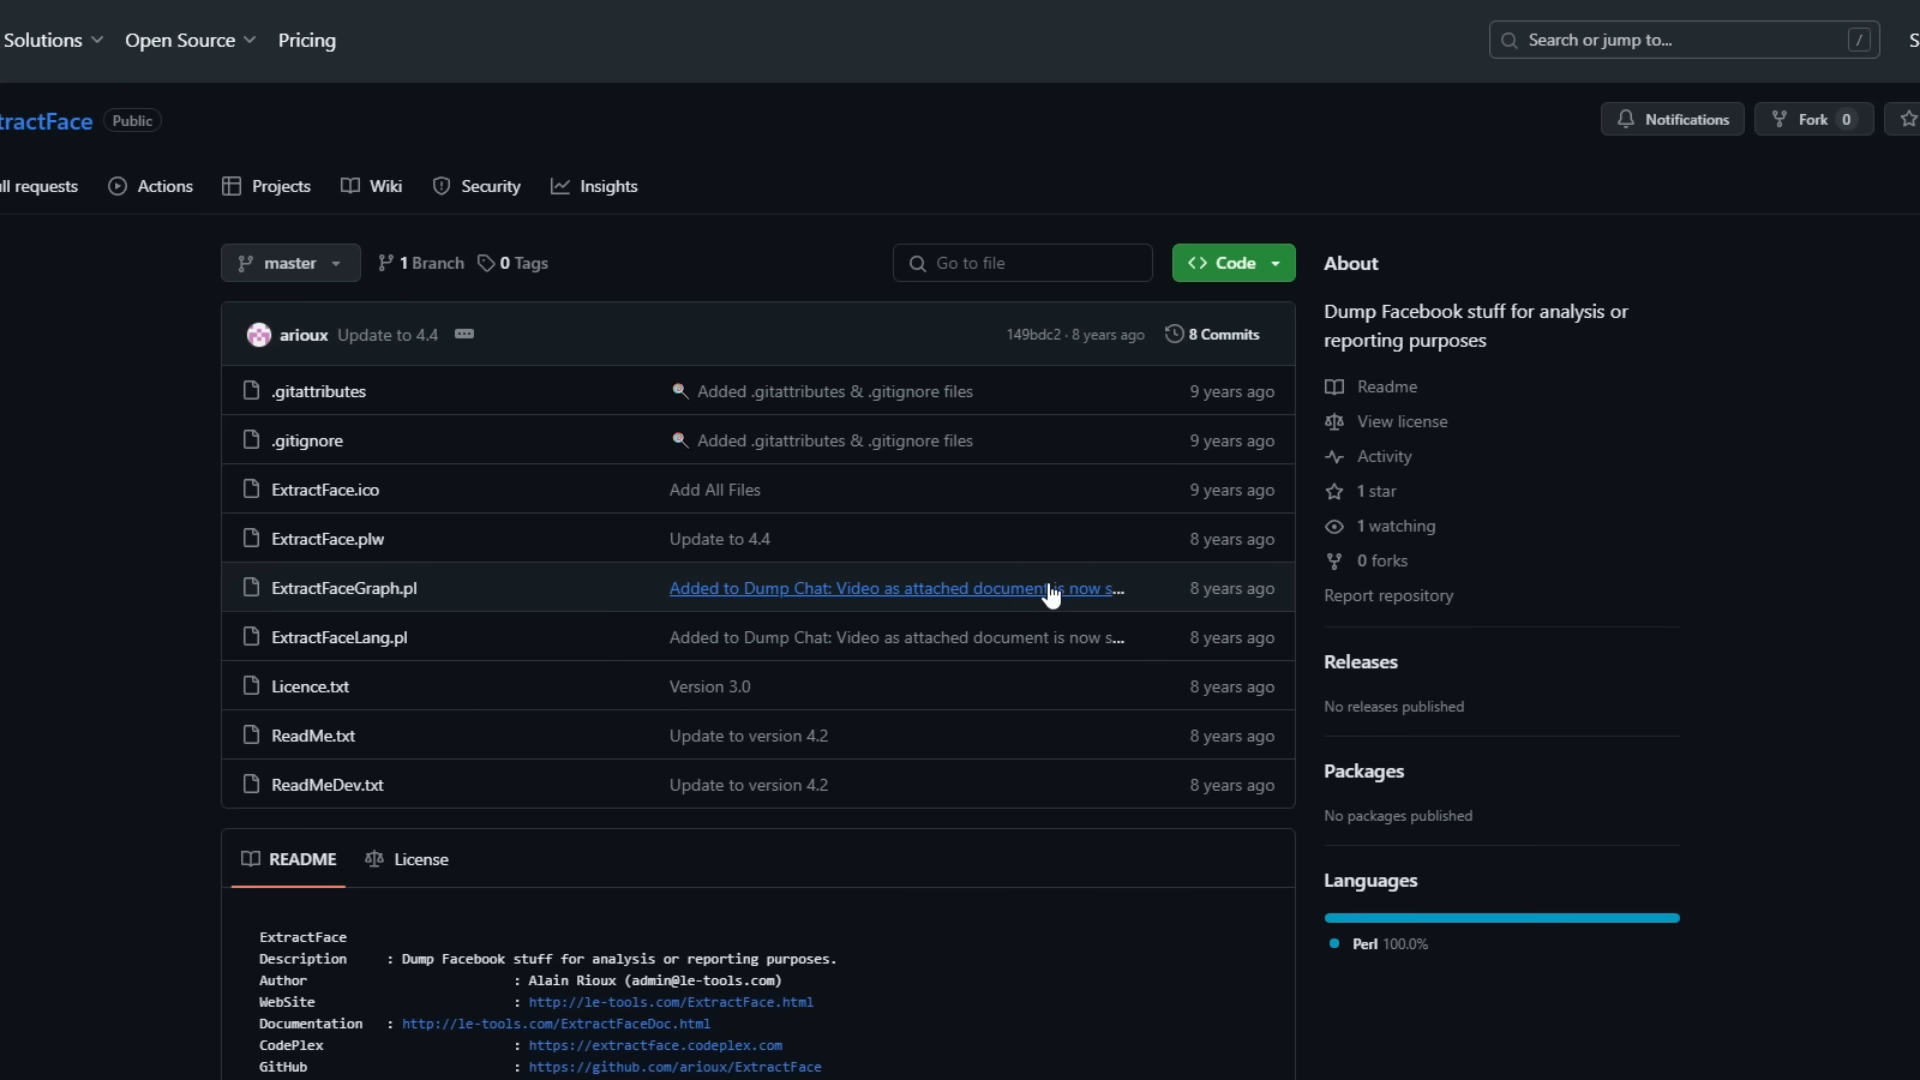 Solutions Open Source Pricing Search or jump to... / S
tractFace Public Notifications Fork 0
ll requests Actions Projects Wiki Security Insights
master 1 Branch 0 Tags Go to file Code
arioux Update to 4.4 149bdc2 · 8 years ago 8 Commits
.gitattributes Added .gitattributes & .gitignore files 9 years ago
.gitignore Added .gitattributes & .gitignore files 9 years ago
ExtractFace.ico Add All Files 9 years ago
ExtractFace.plw Update to 4.4 8 years ago
ExtractFaceGraph.pl Added to Dump Chat: Video as attached document is now s... 8 years ago
ExtractFaceLang.pl Added to Dump Chat: Video as attached document is now s... 8 years ago
Licence.txt Version 3.0 8 years ago
ReadMe.txt Update to version 4.2 8 years ago
ReadMeDev.txt Update to version 4.2 8 years ago
README License
ExtractFace
Description : Dump Facebook stuff for analysis or reporting purposes.
Author : Alain Rioux (admin@le-tools.com)
WebSite : http://le-tools.com/ExtractFace.html
Documentation : http://le-tools.com/ExtractFaceDoc.html
CodePlex : https://extractface.codeplex.com
GitHub : https://github.com/arioux/ExtractFace
About
Dump Facebook stuff for analysis or
reporting purposes
Readme
View license
Activity
1 star
1 watching
0 forks
Report repository
Releases
No releases published
Packages
No packages published
Languages
Perl 100.0%